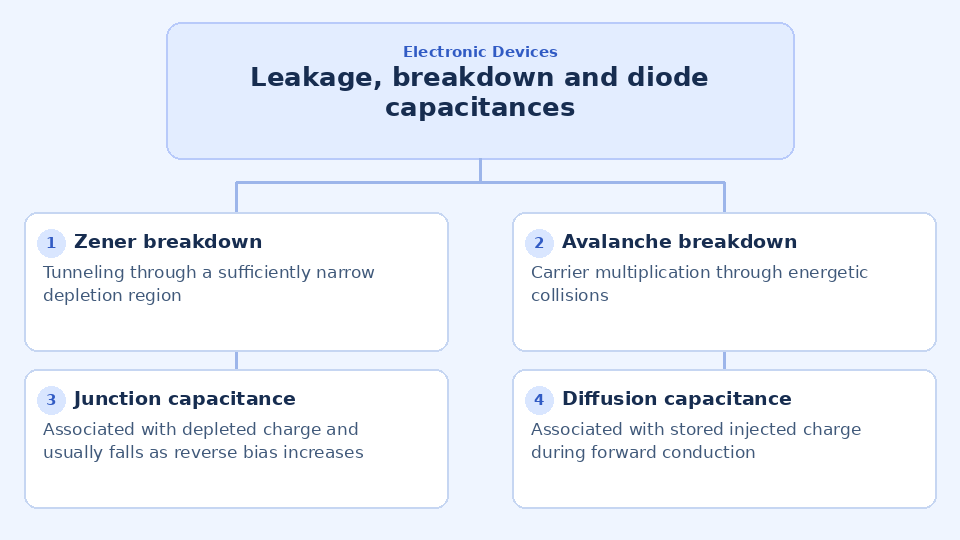 Electronic Devices
Leakage, breakdown and diode
capacitances
1 Zener breakdown
Tunneling through a sufficiently narrow
depletion region
2 Avalanche breakdown
Carrier multiplication through energetic
collisions
3 Junction capacitance
Associated with depleted charge and
usually falls as reverse bias increases
4 Diffusion capacitance
Associated with stored injected charge
during forward conduction